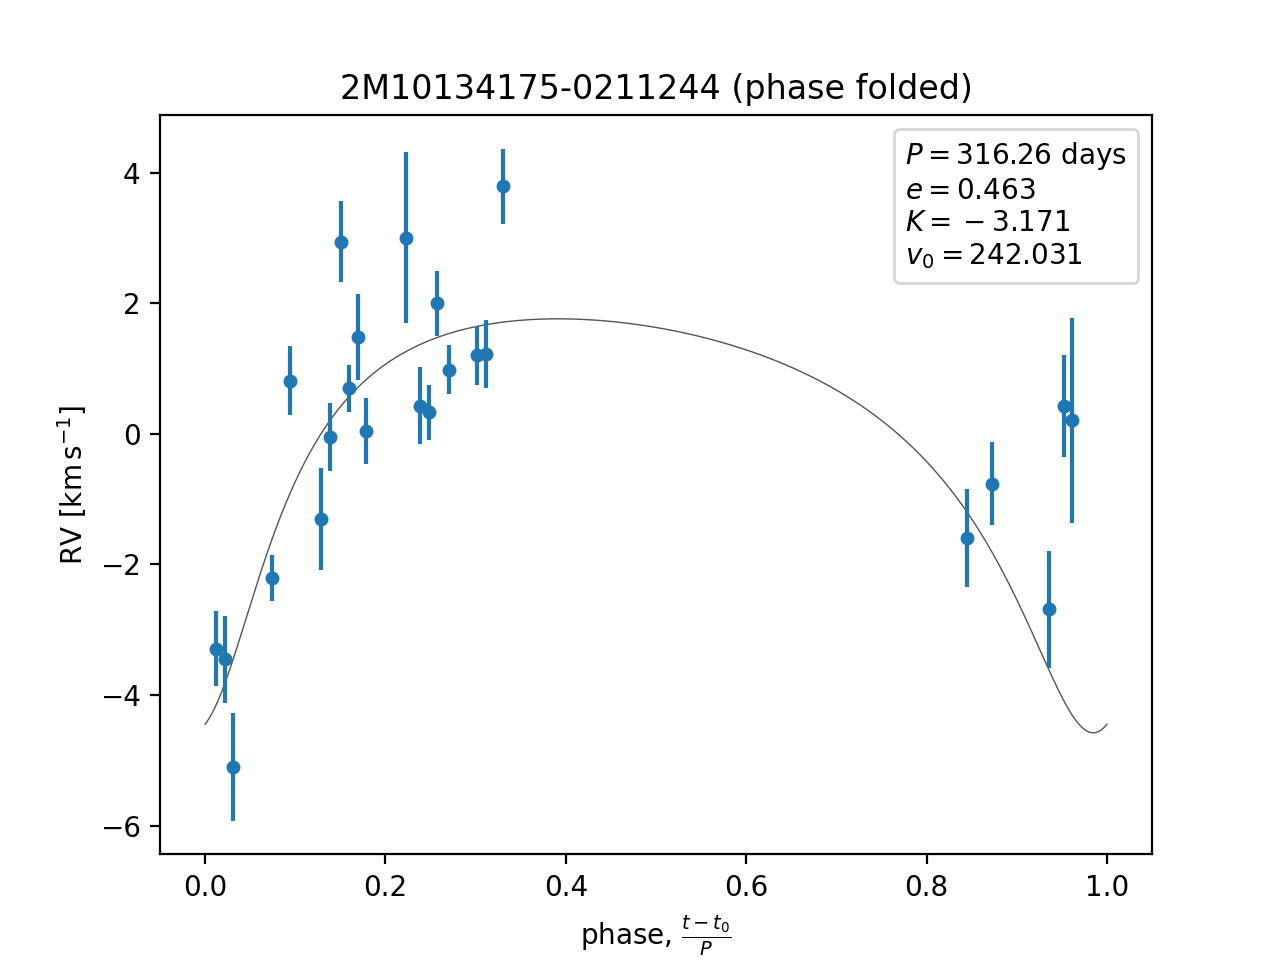 2M10134175-0211244 (phase folded)
P = 316.26 days
e = 0.463
K = −3.171
v₀ = 242.031
4
2
0
−2
−4
−6
RV [km s⁻¹]
0.0 0.2 0.4 0.6 0.8 1.0
phase, (t − t₀)/P